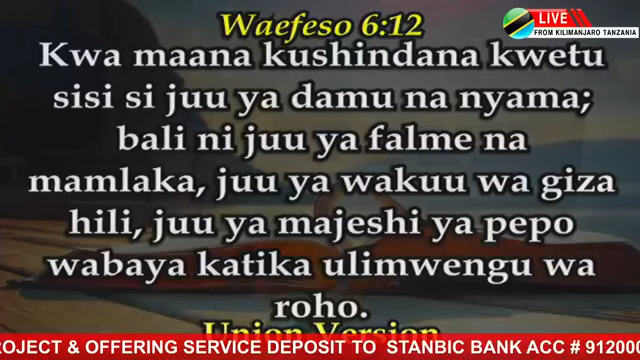 Waefeso 6:12
LIVE
FROM KILIMANJARO TANZANIA
Kwa maana kushindana kwetu
sisi si juu ya damu na nyama;
bali ni juu ya falme na
mamlaka, juu ya wakuu wa giza
hili, juu ya majeshi ya pepo
wabaya katika ulimwengu wa
roho.
Union Version
ROJECT & OFFERING SERVICE DEPOSIT TO STANBIC BANK ACC # 912000